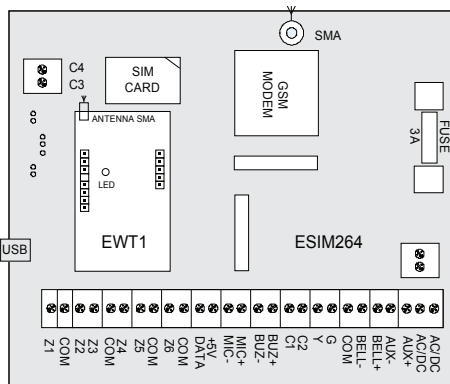 SMA
C4
C3
SIM
CARD
GSM
MODEM
FUSE
3A
ANTENNA SMA
LED
USB
EWT1
ESIM264
Z1
COM
Z2
Z3
COM
Z4
Z5
COM
Z6
COM
DATA
+5V
MIC-
MIC+
BUZ-
BUZ+
C1
C2
Y
G
COM
BELL-
BELL+
AUX-
AUX+
AC/DC
AC/DC